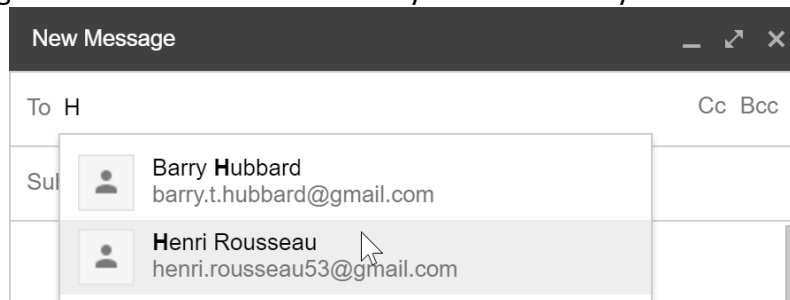 New Message
To H
Cc Bcc
Barry Hubbard
barry.t.hubbard@gmail.com
Henri Rousseau
henri.rousseau53@gmail.com